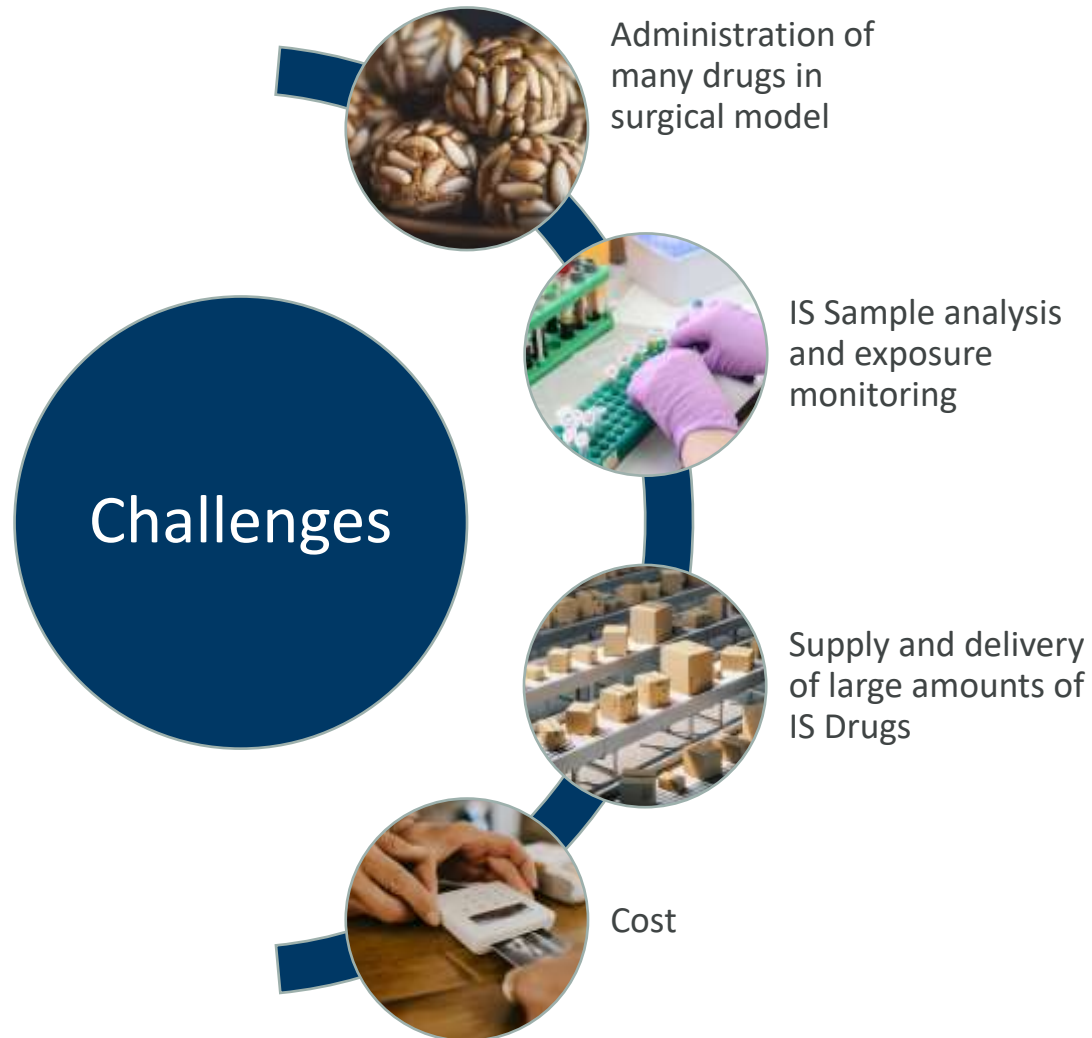 Challenges
Administration of
many drugs in
surgical model
IS Sample analysis
and exposure
monitoring
Supply and delivery
of large amounts of
IS Drugs
Cost